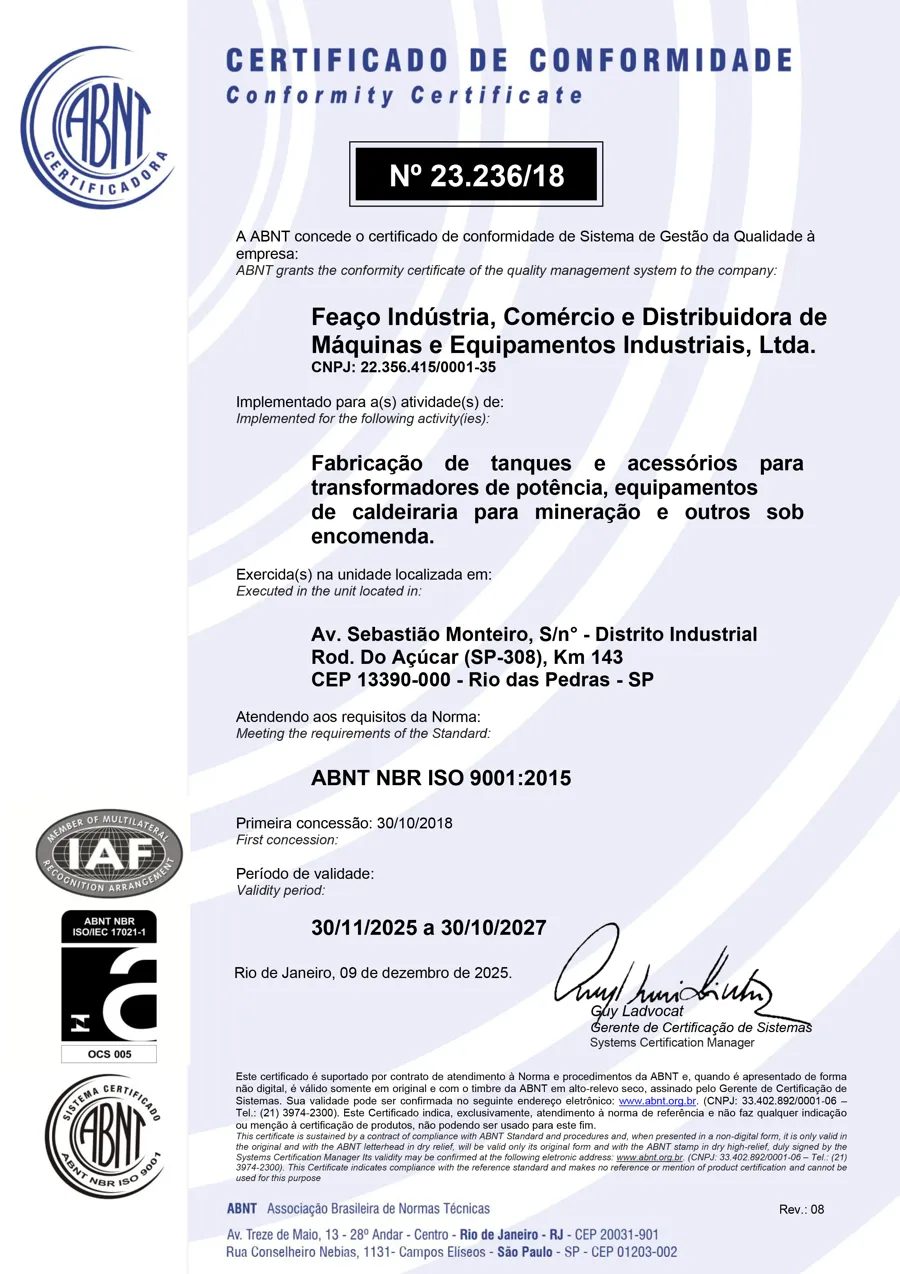 CERTIFICADO DE CONFORMIDADE
Conformity Certificate
ABNT
CERTIFICADORA
Nº 23.236/18
A ABNT concede o certificado de conformidade de Sistema de Gestão da Qualidade à
empresa:
ABNT grants the conformity certificate of the quality management system to the company:
Feaço Indústria, Comércio e Distribuidora de
Máquinas e Equipamentos Industriais, Ltda.
CNPJ: 22.356.415/0001-35
Implementado para a(s) atividade(s) de:
Implemented for the following activity(ies):
Fabricação de tanques e acessórios para
transformadores de potência, equipamentos
de caldeiraria para mineração e outros sob
encomenda.
Exercida(s) na unidade localizada em:
Executed in the unit located in:
Av. Sebastião Monteiro, S/n° - Distrito Industrial
Rod. Do Açúcar (SP-308), Km 143
CEP 13390-000 - Rio das Pedras - SP
Atendendo aos requisitos da Norma:
Meeting the requirements of the Standard:
ABNT NBR ISO 9001:2015
Primeira concessão: 30/10/2018
First concession:
Período de validade:
Validity period:
30/11/2025 a 30/10/2027
Rio de Janeiro, 09 de dezembro de 2025.
Guy Ladvocat
Gerente de Certificação de Sistemas
Systems Certification Manager
MEMBER OF MULTILATERAL
IAF
RECOGNITION ARRANGEMENT
ABNT NBR
ISO/IEC 17021-1
OCS 005
SISTEMA CERTIFICADO
ABNT
ABNT NBR ISO 9001
Este certificado é suportado por contrato de atendimento à Norma e procedimentos da ABNT e, quando é apresentado de forma
não digital, é válido somente em original e com o timbre da ABNT em alto-relevo seco, assinado pelo Gerente de Certificação de
Sistemas. Sua validade pode ser confirmada no seguinte endereço eletrônico: www.abnt.org.br. (CNPJ: 33.402.892/0001-06 –
Tel.: (21) 3974-2300). Este Certificado indica, exclusivamente, atendimento à norma de referência e não faz qualquer indicação
ou menção à certificação de produtos, não podendo ser usado para este fim.
This certificate is sustained by a contract of compliance with ABNT Standard and procedures and, when presented in a non-digital form, it is only valid in
the original and with the ABNT letterhead in dry relief, will be valid only its original form and with the ABNT stamp in dry high-relief, duly signed by the
Systems Certification Manager Its validity may be confirmed at the following eletronic address: www.abnt.org.br. (CNPJ: 33.402.892/0001-06 – Tel.: (21)
3974-2300). This Certificate indicates compliance with the reference standard and makes no reference or mention of product certification and cannot be
used for this purpose
ABNT Associação Brasileira de Normas Técnicas
Rev.: 08
Av. Treze de Maio, 13 - 28º Andar - Centro - Rio de Janeiro - RJ - CEP 20031-901
Rua Conselheiro Nebias, 1131- Campos Elíseos - São Paulo - SP - CEP 01203-002